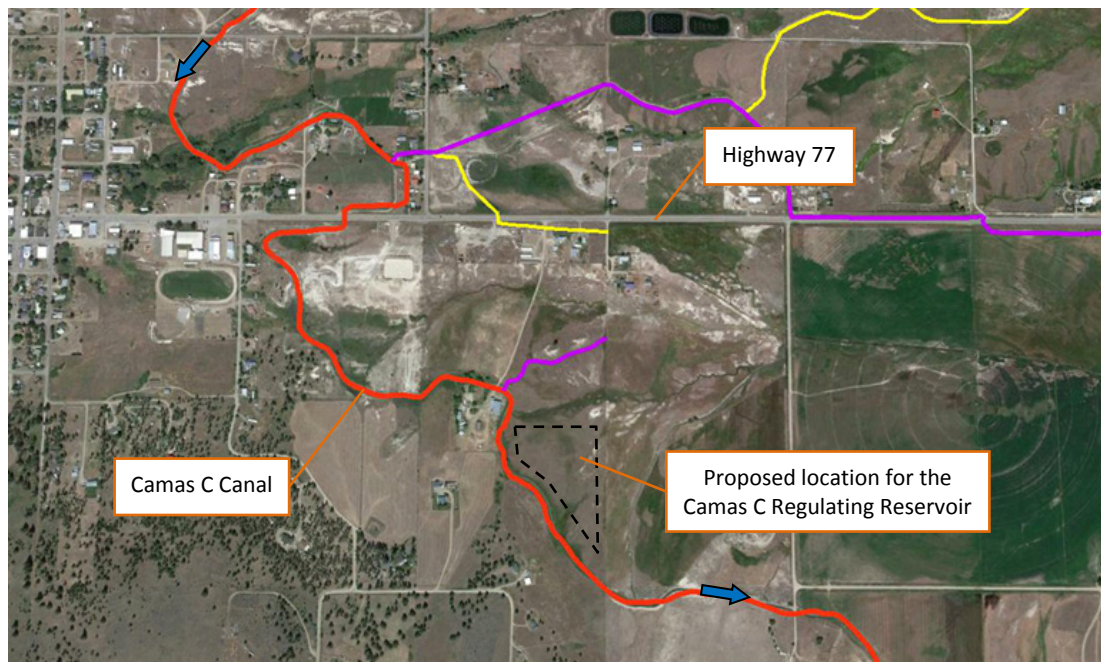 Highway 77
Camas C Canal
Proposed location for the
Camas C Regulating Reservoir